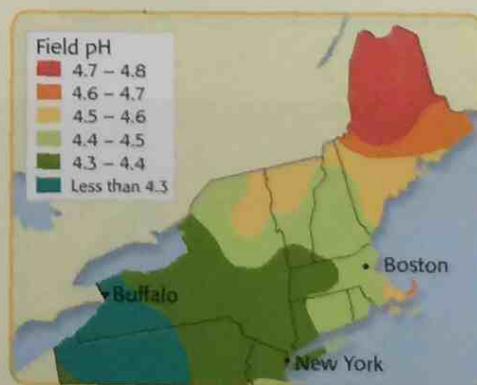 Field pH
4.7 – 4.8
4.6 – 4.7
4.5 – 4.6
4.4 – 4.5
4.3 – 4.4
Less than 4.3
Boston
Buffalo
New York